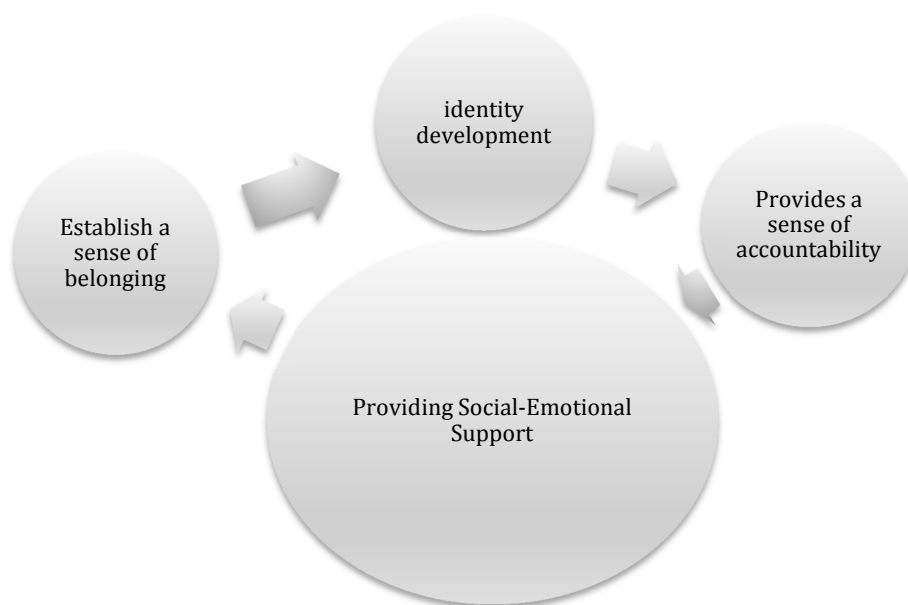 identity
development
Provides a
sense of
accountability
Establish a
sense of
belonging
Providing Social-Emotional
Support